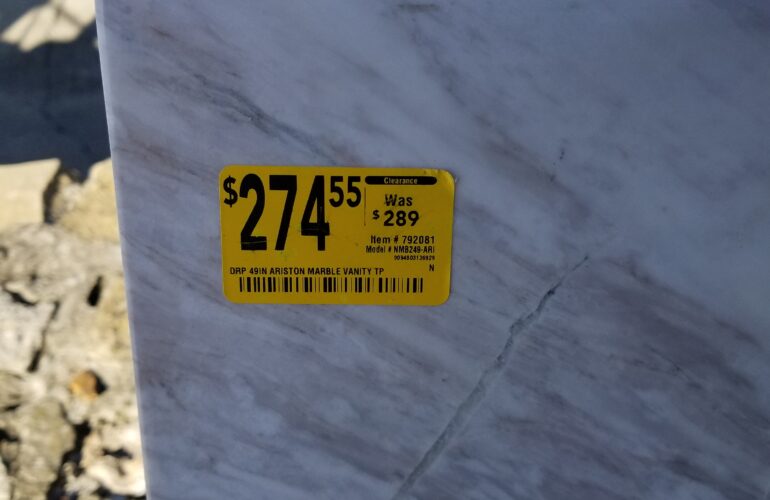 $274 55
Clearance
Was
$289
Item # 792081
Model # NMB249-ARI
DRP 49IN ARISTON MARBLE VANITY TP
N